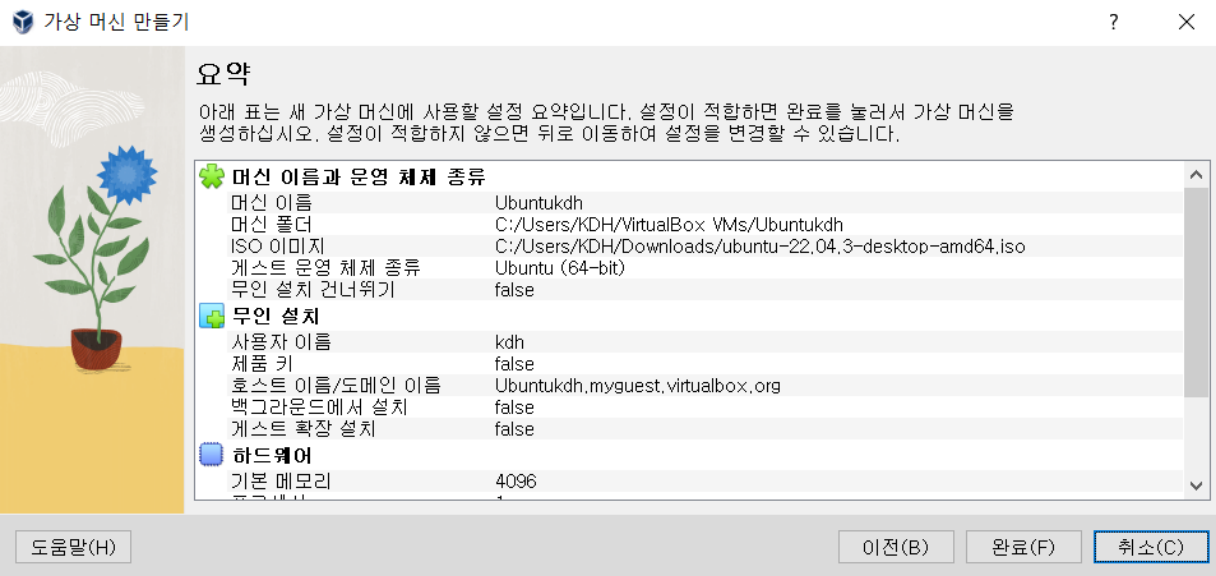 가상 머신 만들기
?
요약
아래 표는 새 가상 머신에 사용할 설정 요약입니다. 설정이 적합하면 완료를 눌러서 가상 머신을
생성하십시오. 설정이 적합하지 않으면 뒤로 이동하여 설정을 변경할 수 있습니다.
머신 이름과 운영 체제 종류
머신 이름 Ubuntukdh
머신 폴더 C:/Users/KDH/VirtualBox VMs/Ubuntukdh
ISO 이미지 C:/Users/KDH/Downloads/ubuntu-22.04.3-desktop-amd64.iso
게스트 운영 체제 종류 Ubuntu (64-bit)
무인 설치 건너뛰기 false
무인 설치
사용자 이름 kdh
제품 키 false
호스트 이름/도메인 이름 Ubuntukdh.myguest.virtualbox.org
백그라운드에서 설치 false
게스트 확장 설치 false
하드웨어
기본 메모리 4096
도움말(H) 이전(B) 완료(F) 취소(C)